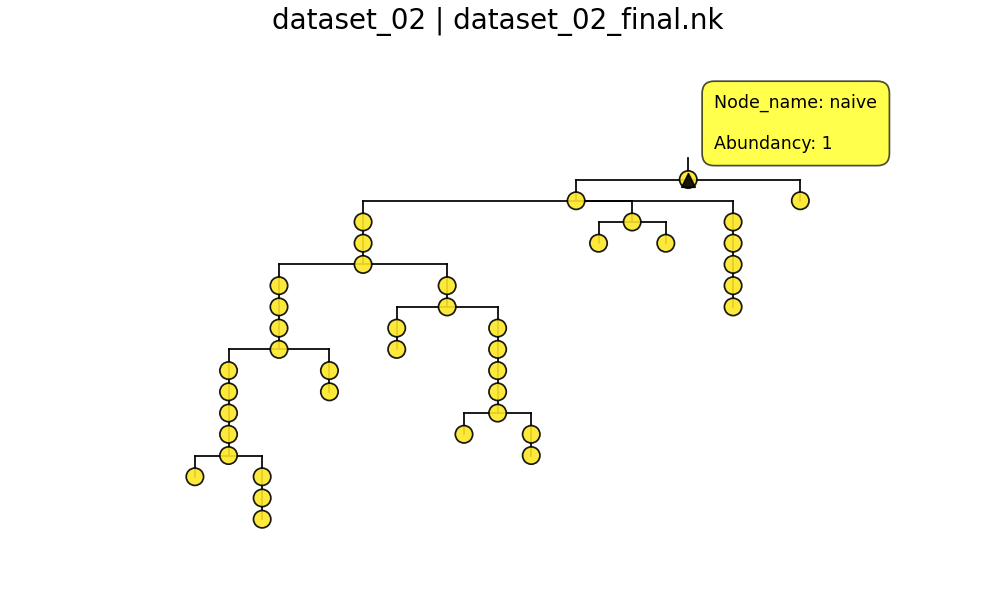 dataset_02 | dataset_02_final.nk
Node_name: naive
Abundancy: 1